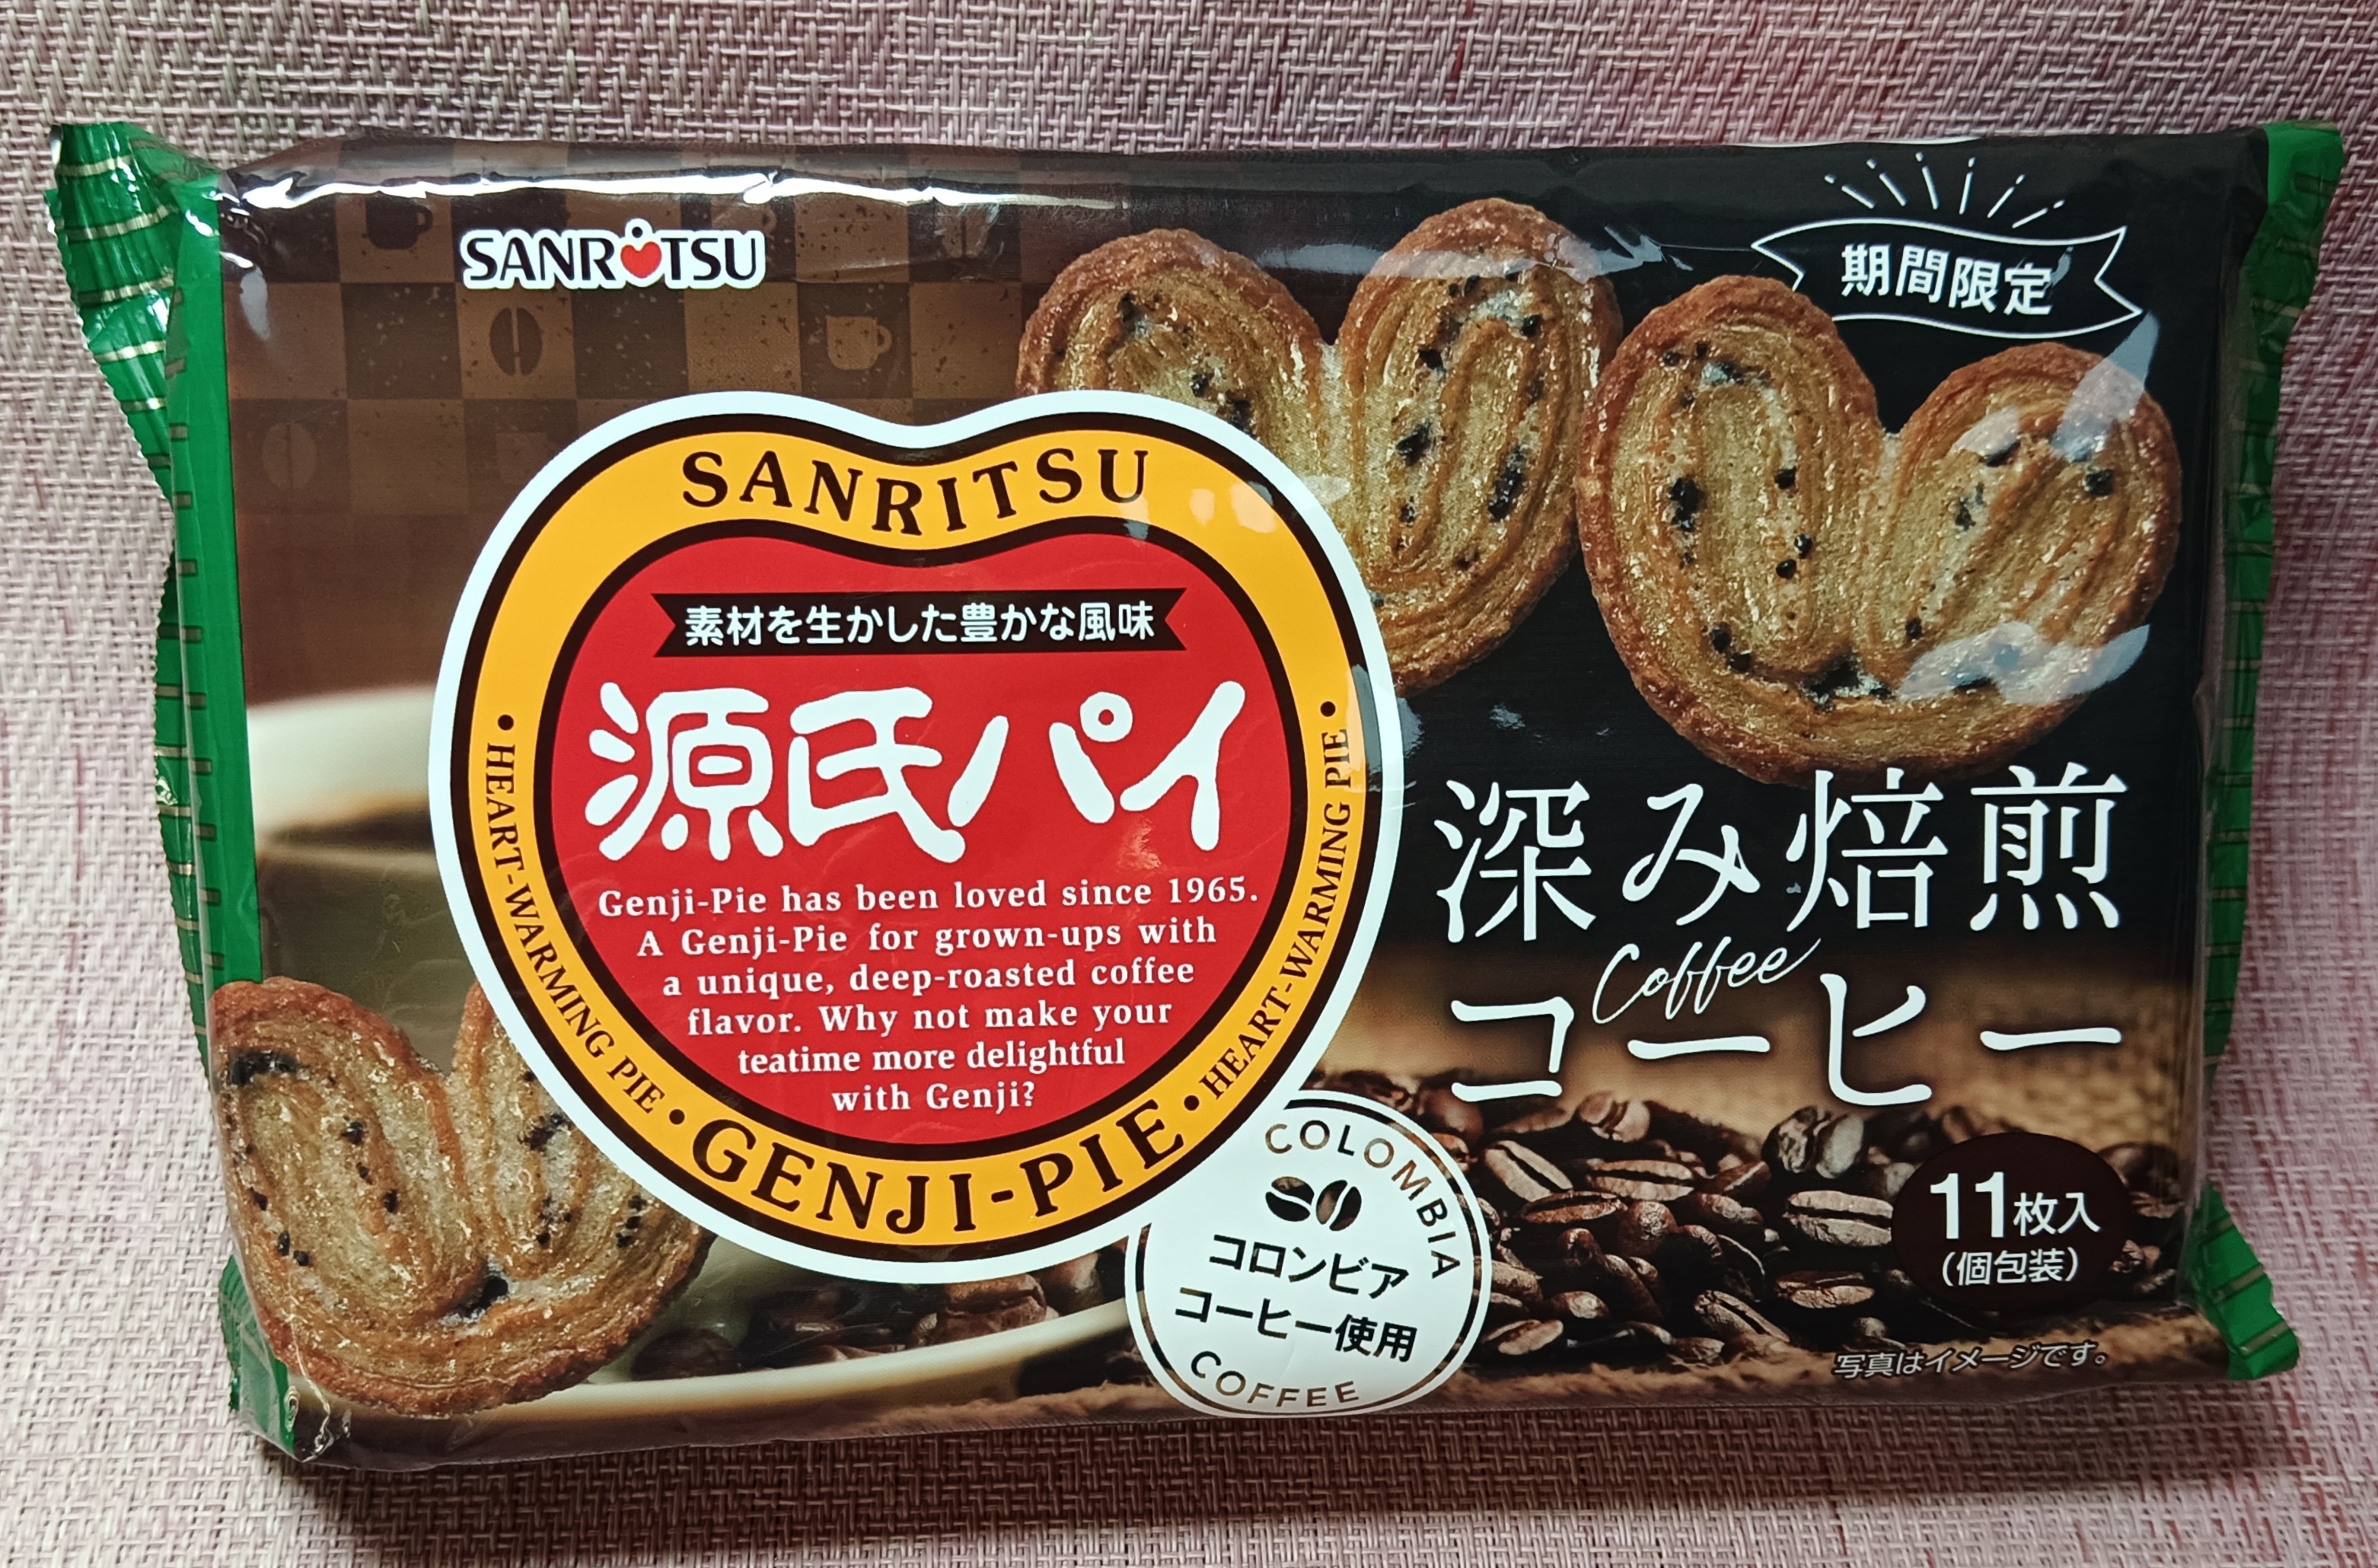 SANRITSU
期間限定
SANRITSU
素材を生かした豊かな風味
源氏パイ
Genji-Pie has been loved since 1965.
A Genji-Pie for grown-ups with
a unique, deep-roasted coffee
flavor. Why not make your
teatime more delightful
with Genji?
• HEART-WARMING PIE •
GENJI-PIE
• HEART-WARMING PIE •
深み焙煎
Coffee
コーヒー
COLOMBIA
コロンビア
コーヒー使用
COFFEE
11枚入
(個包装)
写真はイメージです。